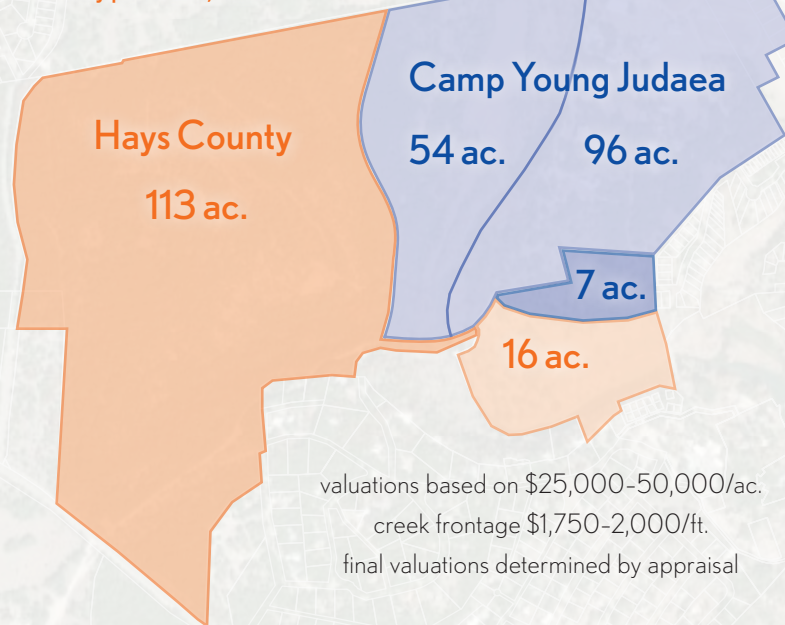 Camp Young Judaea
Hays County
113 ac.
54 ac.
96 ac.
7 ac.
16 ac.
valuations based on $25,000–50,000/ac.
creek frontage $1,750–2,000/ft.
final valuations determined by appraisal